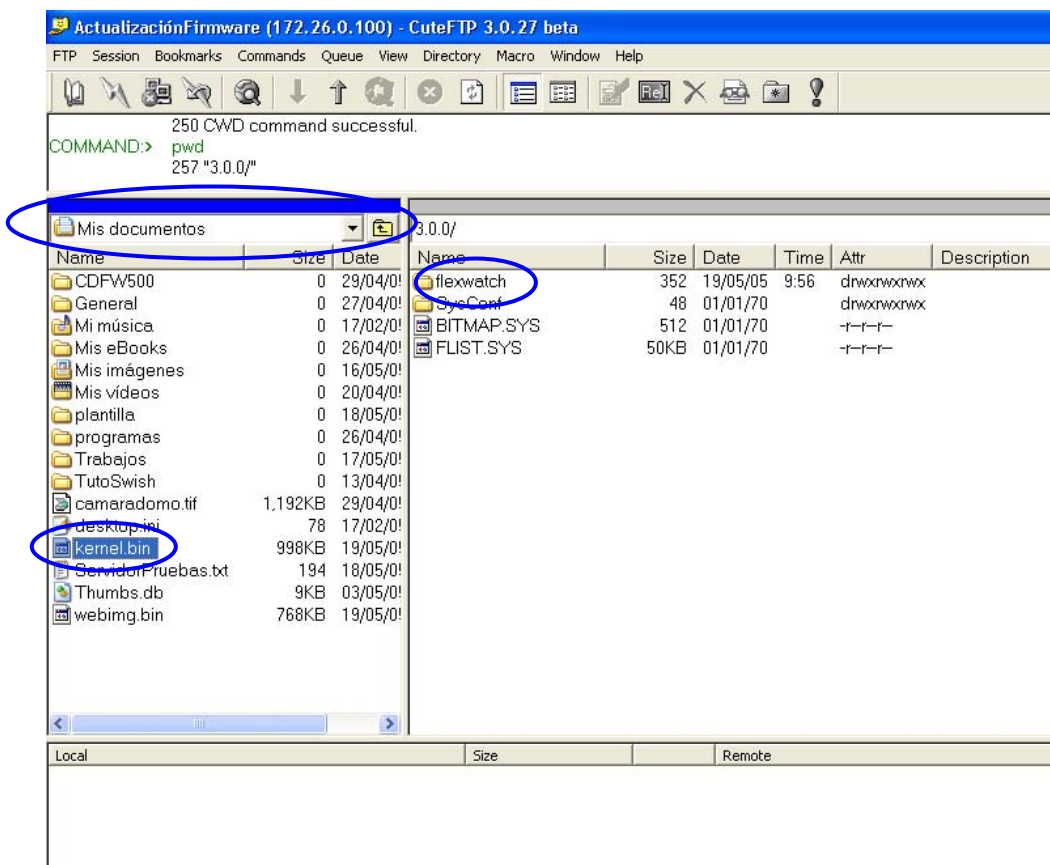 ActualizaciónFirmware (172.26.0.100) - CuteFTP 3.0.27 beta
FTP Session Bookmarks Commands Queue View Directory Macro Window Help
250 CWD command successful.
COMMAND:> pwd
257 "3.0.0/"
Mis documentos 3.0.0/
Name Size Date Name Size Date Time Attr Description
CDFW500 0 29/04/0 flexwatch 352 19/05/05 9:56 drwxrwxrwx
General 0 27/04/0 SysConf 48 01/01/70 drwxrwxrwx
Mi música 0 17/02/0 BITMAP.SYS 512 01/01/70 -r--r--r--
Mis eBooks 0 26/04/0 FLIST.SYS 50KB 01/01/70 -r--r--r--
Mis imágenes 0 16/05/0
Mis vídeos 0 20/04/0
plantilla 0 18/05/0
programas 0 26/04/0
Trabajos 0 17/05/0
TutoSwish 0 13/04/0
camaradomo.tif 1,192KB 29/04/0
desktop.ini 78 17/02/0
kernel.bin 998KB 19/05/0
ServidorPruebas.txt 194 18/05/0
Thumbs.db 9KB 03/05/0
webimg.bin 768KB 19/05/0
Local Size Remote